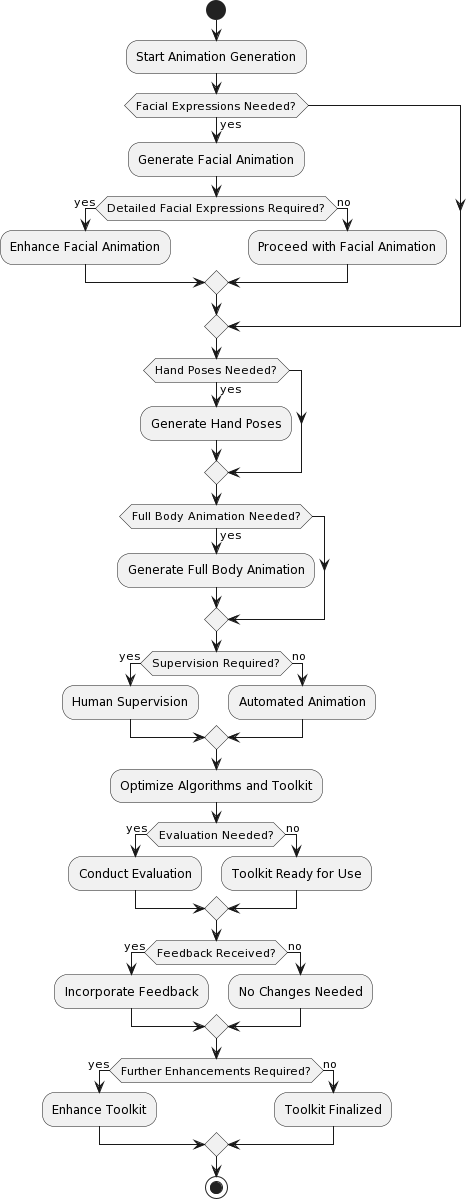 Start Animation Generation
Facial Expressions Needed?
yes
Generate Facial Animation
yes
Detailed Facial Expressions Required?
no
Enhance Facial Animation
Proceed with Facial Animation
Hand Poses Needed?
yes
Generate Hand Poses
Full Body Animation Needed?
yes
Generate Full Body Animation
yes
Supervision Required?
no
Human Supervision
Automated Animation
Optimize Algorithms and Toolkit
yes
Evaluation Needed?
no
Conduct Evaluation
Toolkit Ready for Use
yes
Feedback Received?
no
Incorporate Feedback
No Changes Needed
yes
Further Enhancements Required?
no
Enhance Toolkit
Toolkit Finalized